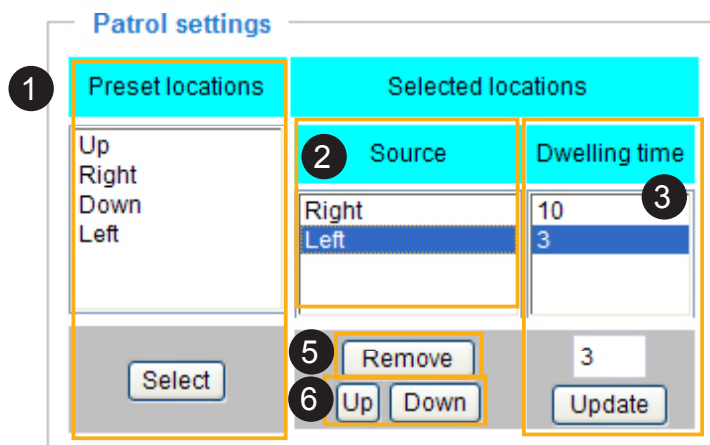 Patrol settings
1
Preset locations
Selected locations
Up
Right
Down
Left
2
Source
Dwelling time
3
Right
10
Left
3
5
Remove
3
Select
6
Up
Down
Update